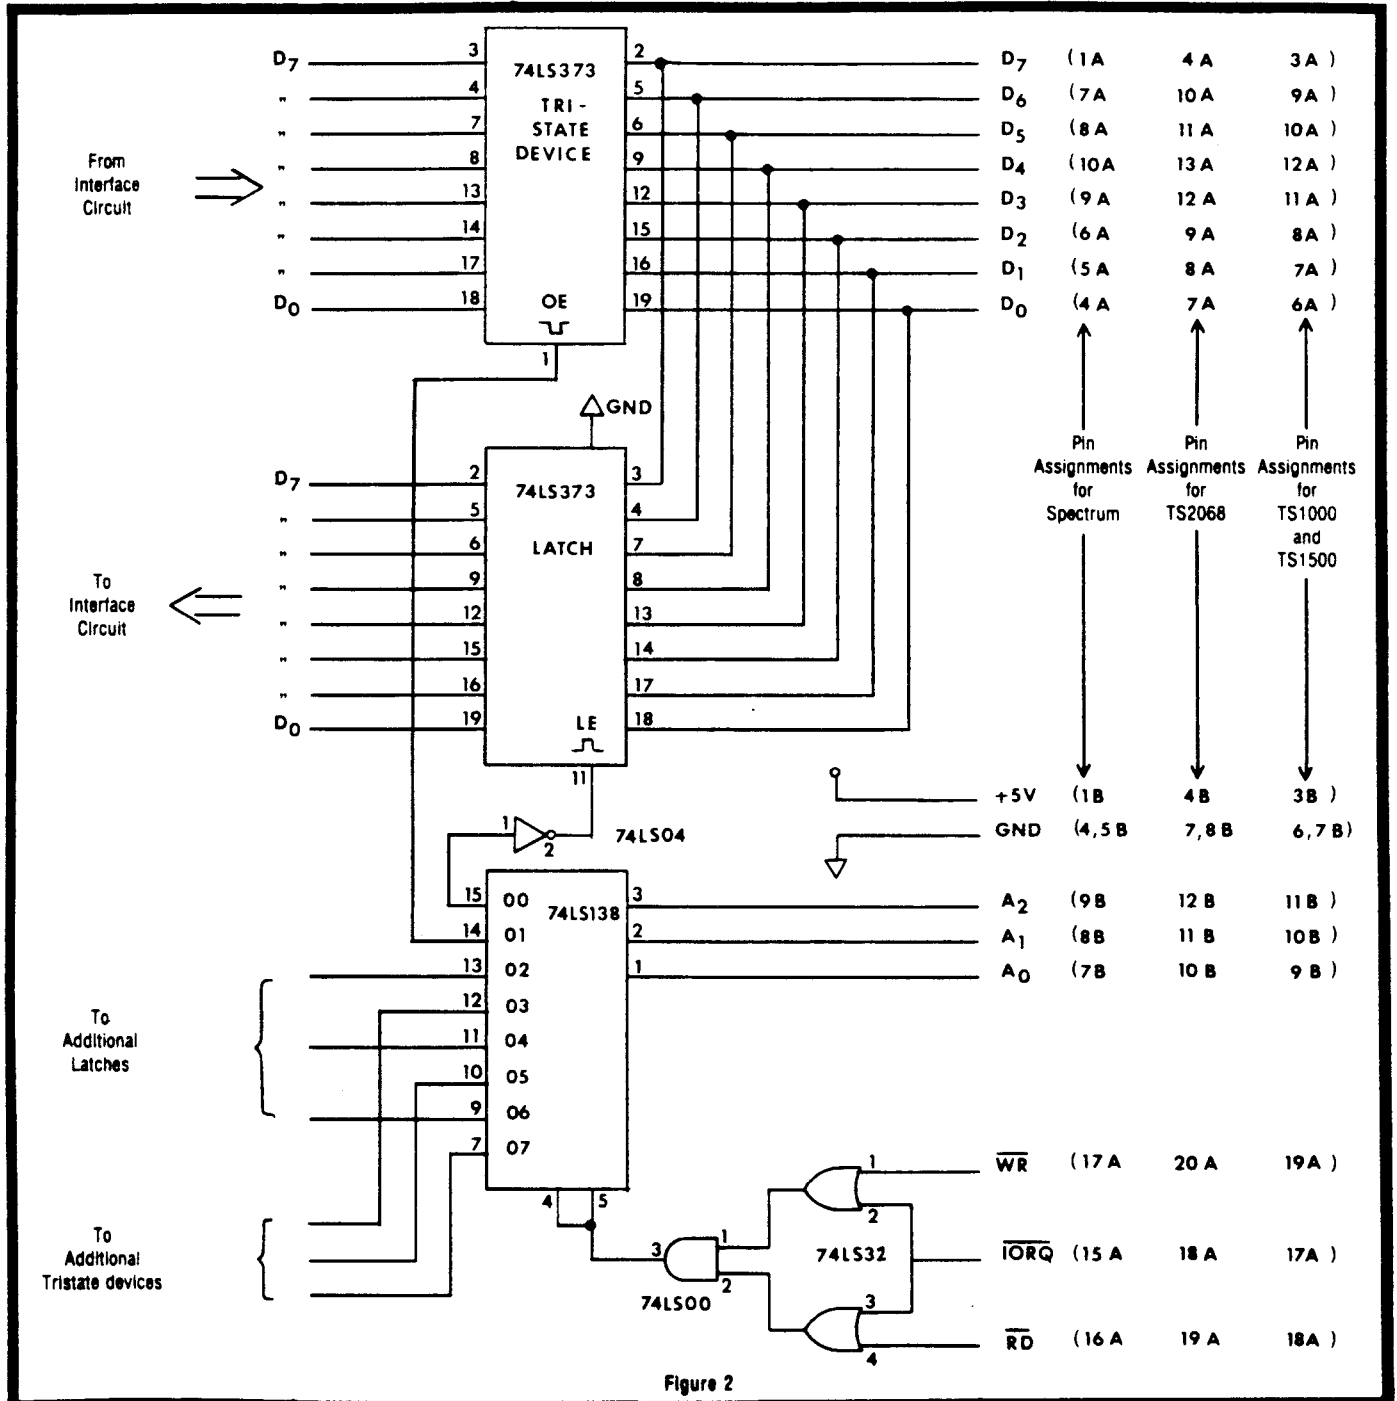 D7 3 74LS373 2 D7 (1A 4A 3A)
" 4 TRI- 5 D6 (7A 10A 9A)
" 7 STATE 6 D5 (8A 11A 10A)
" 8 DEVICE 9 D4 (10A 13A 12A)
From
Interface
Circuit
" 13 12 D3 (9A 12A 11A)
" 14 15 D2 (6A 9A 8A)
" 17 16 D1 (5A 8A 7A)
D0 18 OE 19 D0 (4A 7A 6A)
1
GND
Pin
Assignments
for
Spectrum
Pin
Assignments
for
TS2068
Pin
Assignments
for
TS1000
and
TS1500
D7 2 74LS373 3
" 5 4
" 6 LATCH 7
" 9 8
To
Interface
Circuit
" 12 13
" 15 14
" 16 17
D0 19 LE 18
11
+5V (1B 4B 3B)
GND (4,5B 7,8B 6,7B)
1 2 74LS04
15 00 74LS138 3 A2 (9B 12B 11B)
14 01 2 A1 (8B 11B 10B)
13 02 1 A0 (7B 10B 9B)
12 03
11 04
10 05
9 06
7 07
To
Additional
Latches
4 5
To
Additional
Tristate devices
1 WR (17A 20A 19A)
2
3 1 74LS32 IORQ (15A 18A 17A)
2
74LS00
3
4 RD (16A 19A 18A)
Figure 2